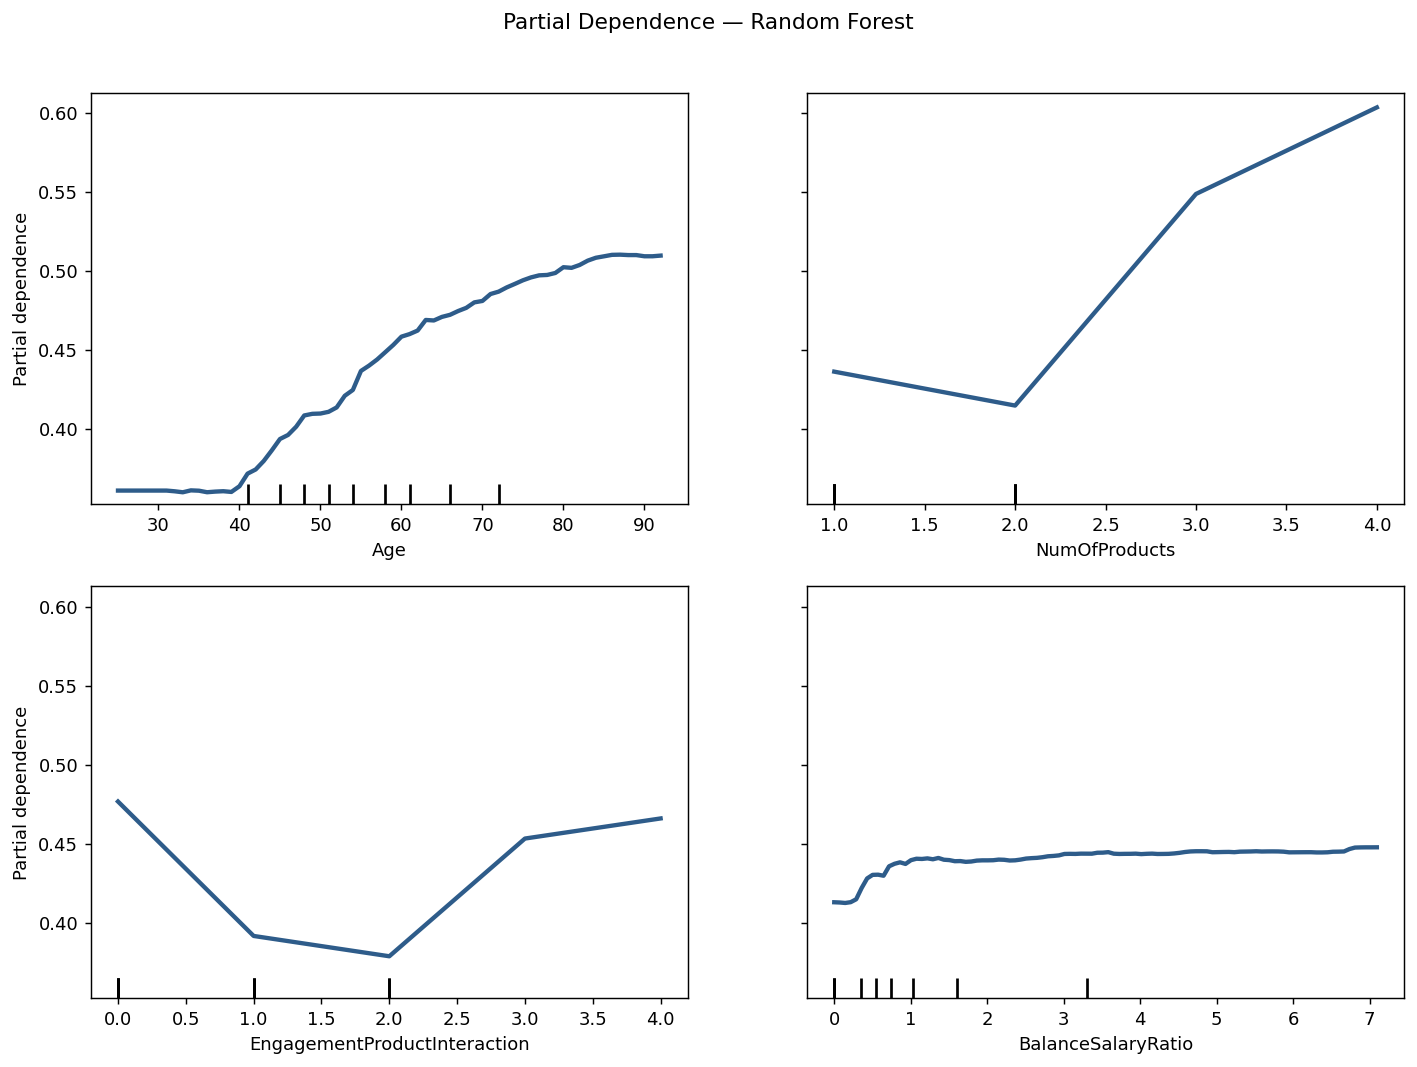 Partial Dependence — Random Forest
Partial dependence
0.60
0.55
0.50
0.45
0.40
30 40 50 60 70 80 90
Age
1.0 1.5 2.0 2.5 3.0 3.5 4.0
NumOfProducts
Partial dependence
0.60
0.55
0.50
0.45
0.40
0.0 0.5 1.0 1.5 2.0 2.5 3.0 3.5 4.0
EngagementProductInteraction
0 1 2 3 4 5 6 7
BalanceSalaryRatio